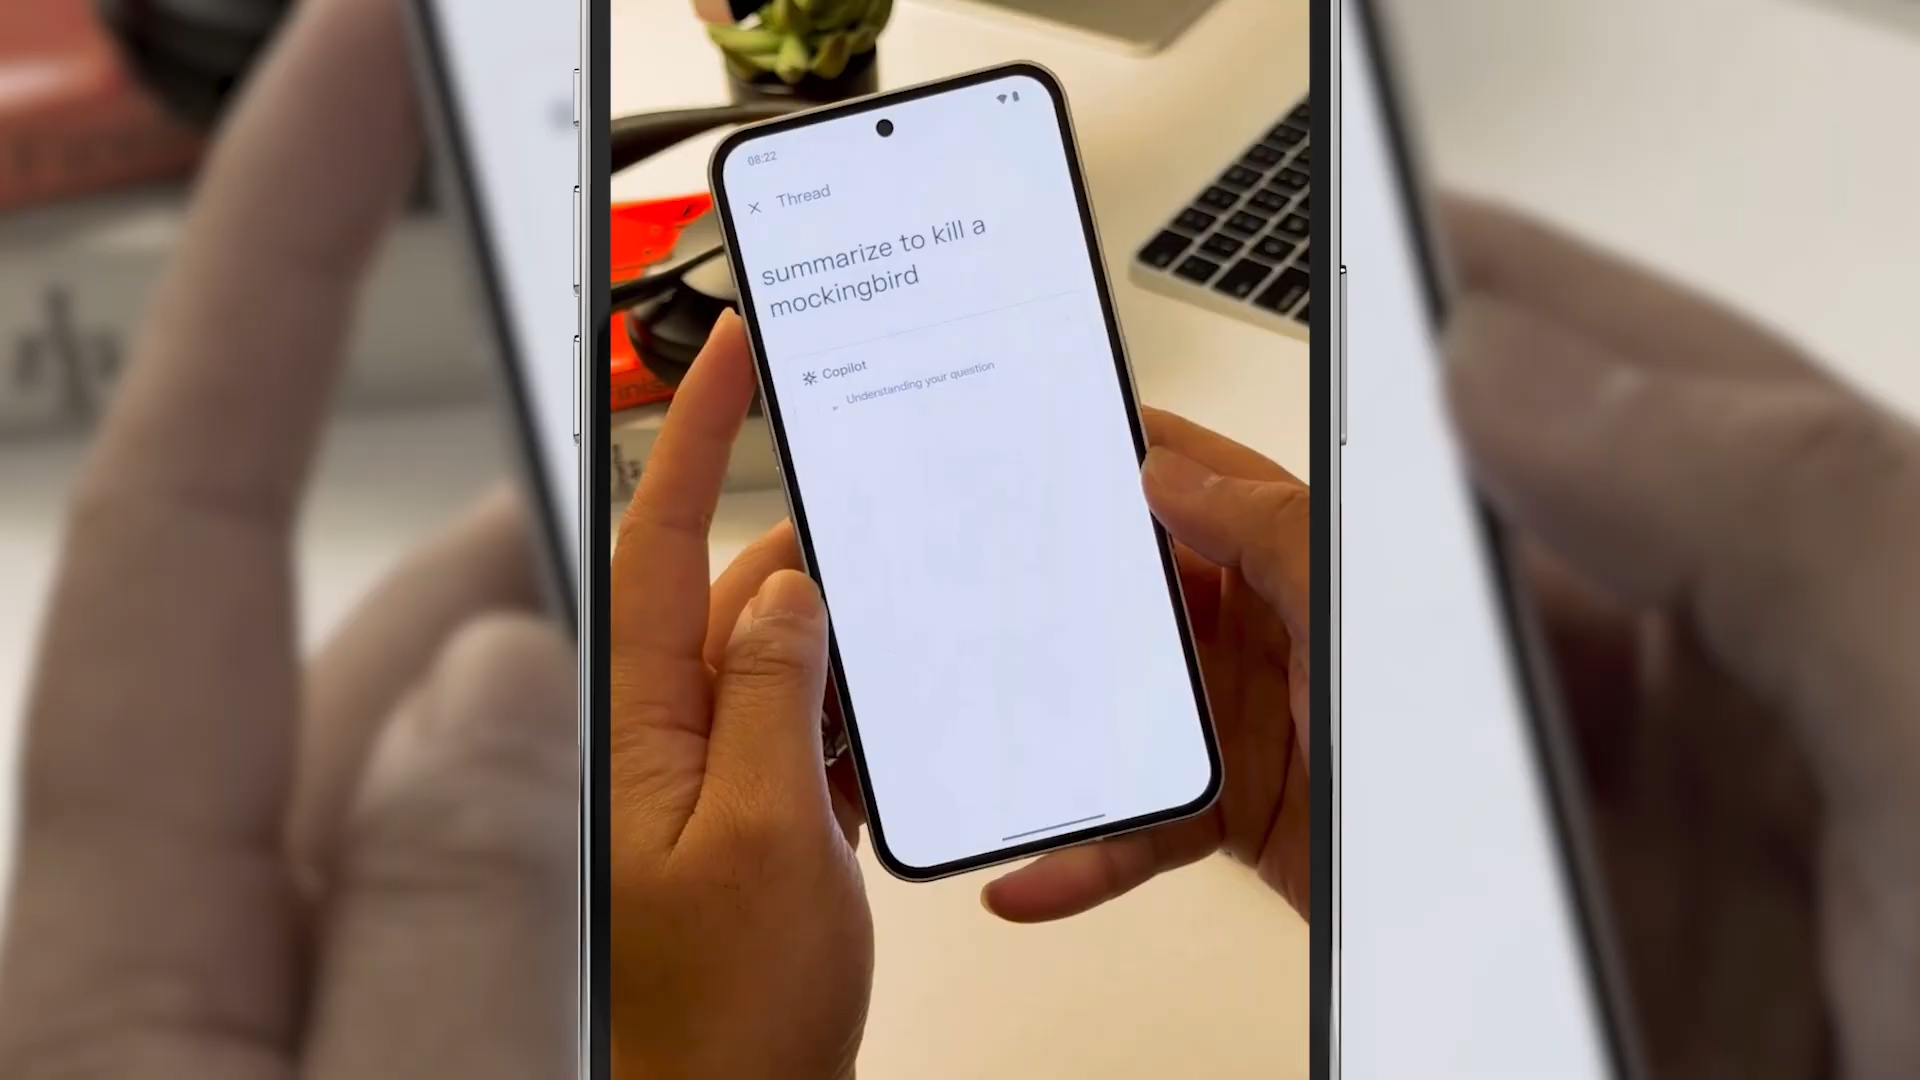 08:22
Thread
summarize to kill a
mockingbird
Copilot
Understanding your question